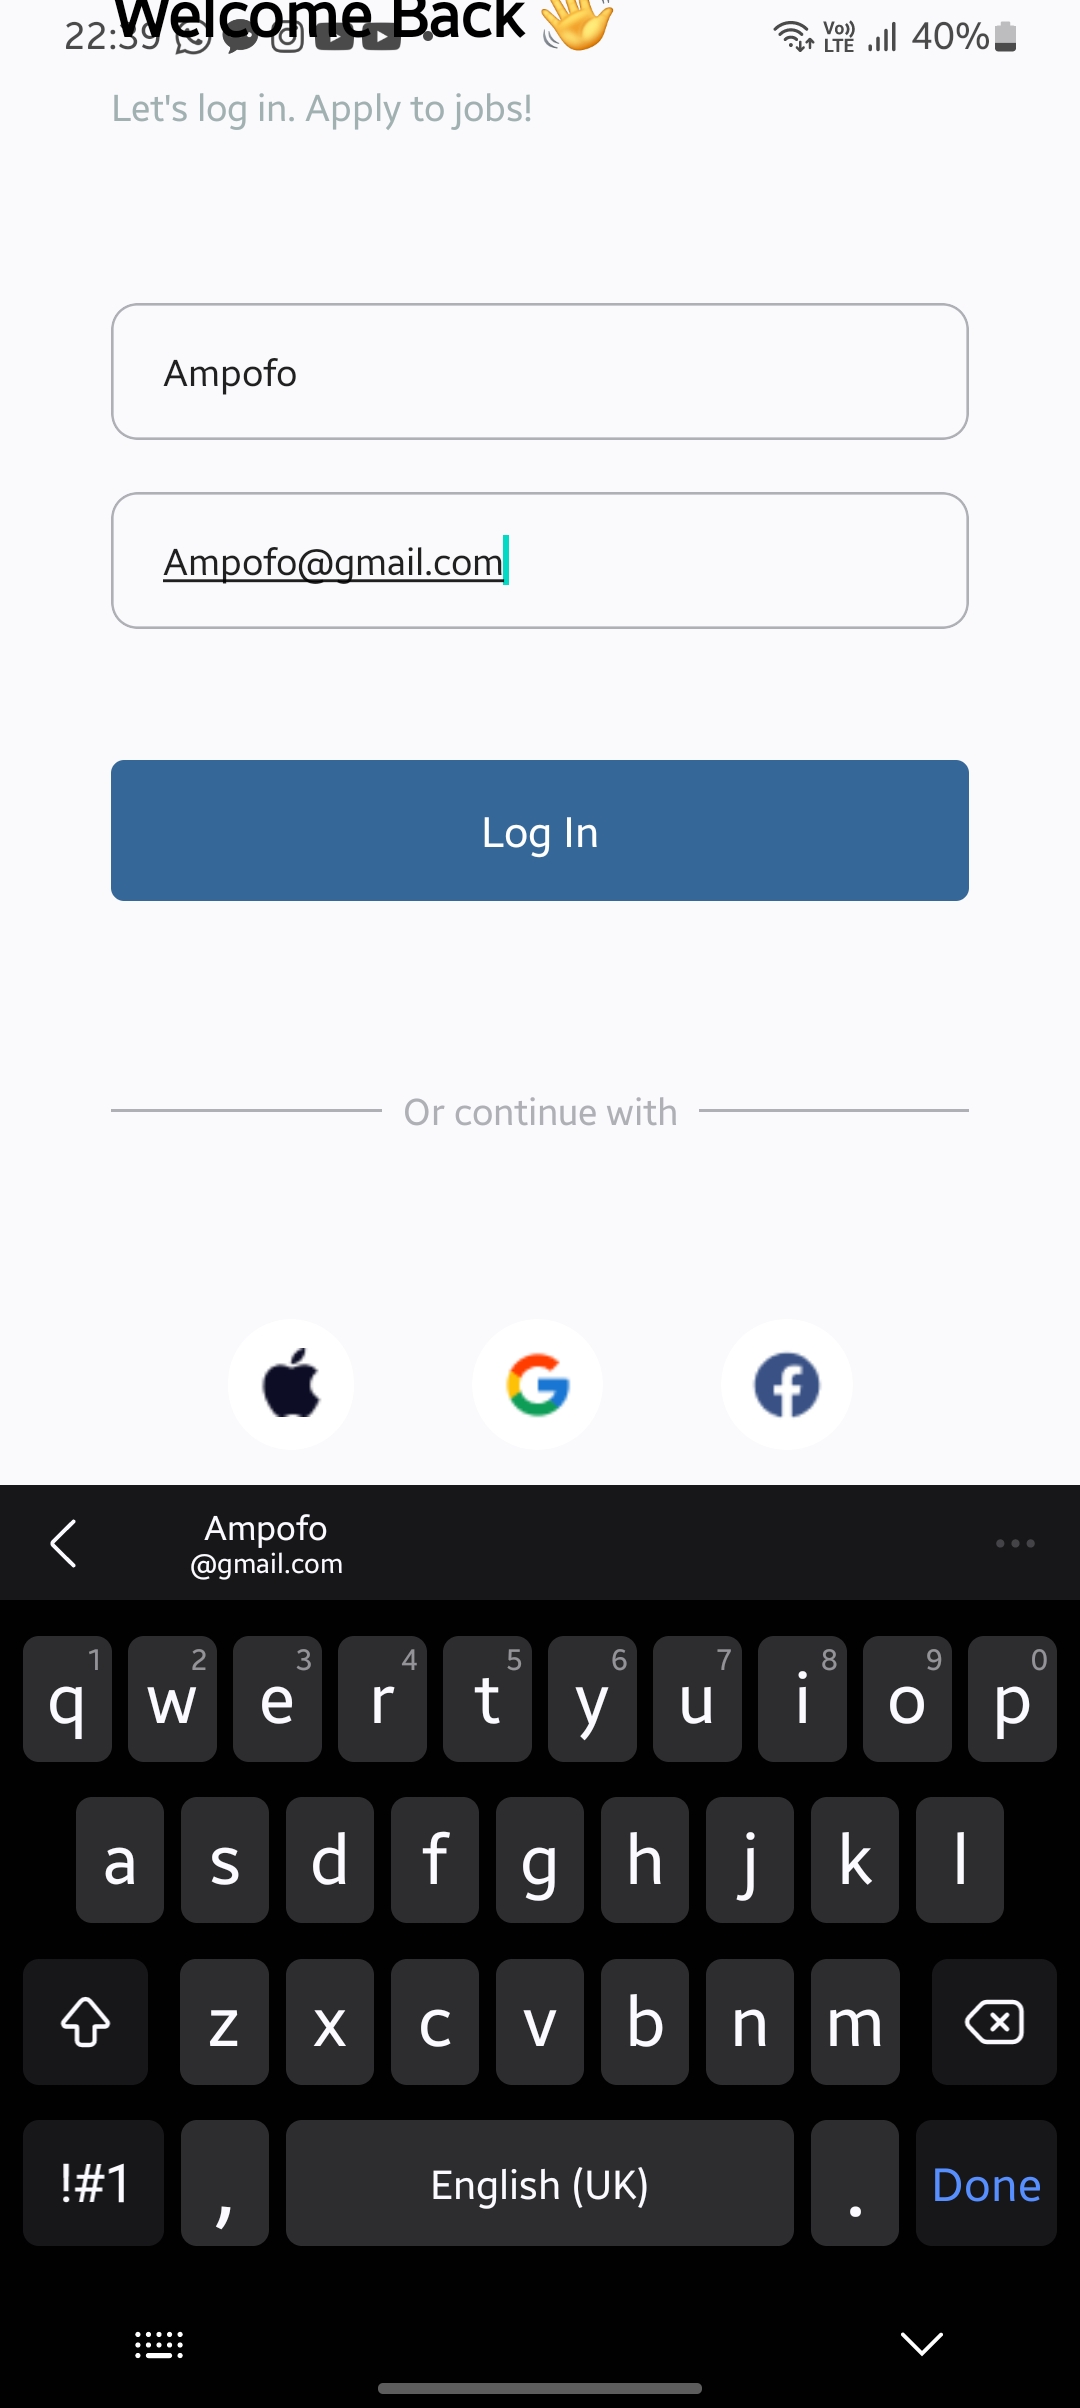 Welcome Back 👋
22:39 Vo)) LTE 40%
Let's log in. Apply to jobs!
Ampofo
Ampofo@gmail.com
Log In
Or continue with
Ampofo
@gmail.com
1 2 3 4 5 6 7 8 9 0
q w e r t y u i o p
a s d f g h j k l
z x c v b n m
!#1 , English (UK) . Done